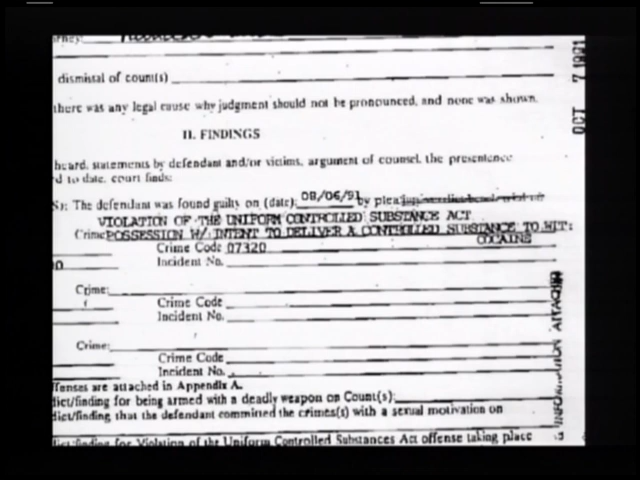 dismissal of count(s)
there was any legal cause why judgment should not be pronounced, and none was shown.
II. FINDINGS
heard, statements by defendant and/or victims, argument of counsel, the presentence
d to date, court finds:
S): The defendant was found guilty on (date): 08/06/91 by plea
VIOLATION OF THE UNIFORM CONTROLLED SUBSTANCE ACT
Crime: POSSESSION W/ INTENT TO DELIVER A CONTROLLED SUBSTANCE TO WIT:
COCAINE
Crime Code 07320
Incident No.
Crime:
Crime Code
Incident No.
Crime:
Crime Code
Incident No.
fenses are attached in Appendix A.
dict/finding for being armed with a deadly weapon on Count(s):
dict/finding that the defendant committed the crimes(s) with a sexual motivation on
dict/finding for Violation of the Uniform Controlled Substances Act offense taking place
OCT 7 1991
INFORMATION